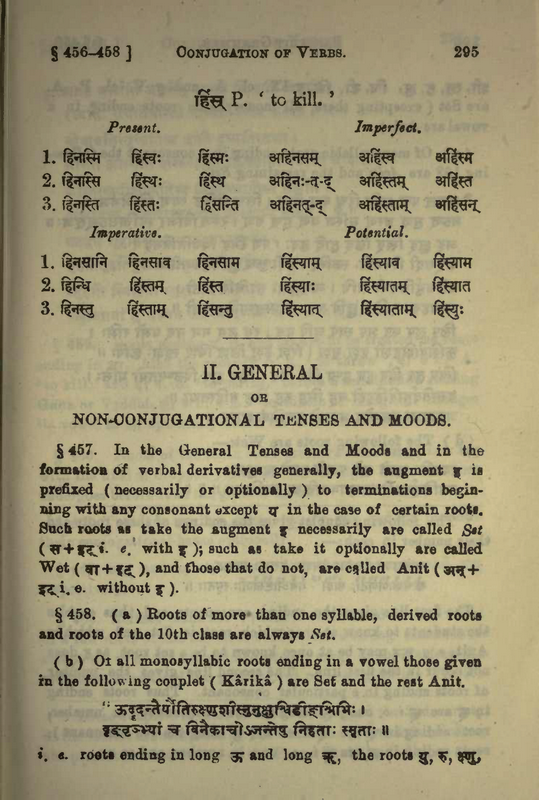 § 456-458 ] CONJUGATION OF VERBS. 295
हिंस् P. ‘ to kill. ’
Present. Imperfect.
1. हिनस्मि हिंस्वः हिंस्मः अहिनसम् अहिंस्व अहिंस्म
2. हिनस्सि हिंस्थः हिंस्थ अहिनः-त्-द् अहिंस्तम् अहिंस्त
3. हिनस्ति हिंस्तः हिंसन्ति अहिनत्-द् अहिंस्ताम् अहिंसन्
Imperative. Potential.
1. हिनसानि हिनसाव हिनसाम हिंस्याम् हिंस्याव हिंस्याम
2. हिन्धि हिंस्तम् हिंस्त हिंस्याः हिंस्यातम् हिंस्यात
3. हिनस्तु हिंस्ताम् हिंसन्तु हिंस्यात् हिंस्याताम् हिंस्युः
II. GENERAL
OR
NON-CONJUGATIONAL TENSES AND MOODS.
§ 457. In the General Tenses and Moods and in the
formation of verbal derivatives generally, the augment इ is
prefixed ( necessarily or optionally ) to terminations begin-
ning with any consonant except य in the case of certain roots.
Such roots as take the augment इ necessarily are called Set
( स+इट् i. e. with इ ); such as take it optionally are called
Wet ( वा+इट् ), and those that do not, are called Anit ( अन्+
इट् i. e. without इ ).
§ 458. ( a ) Roots of more than one syllable, derived roots
and roots of the 10th class are always Set.
( b ) Of all monosyllabic roots ending in a vowel those given
in the following couplet ( Kârikâ ) are Set and the rest Anit.
“ ऊदॄदन्तैर्यौतिरुक्ष्णुशीस्नुनुक्षुश्विडीङ्श्रिभिः ।
वृङ्वृञ्भ्यां च विनैकाचोऽजन्तेषु निहताः स्मृताः ॥
i. e. roots ending in long ऊ and long ॠ, the roots यु, रु, क्ष्णु,